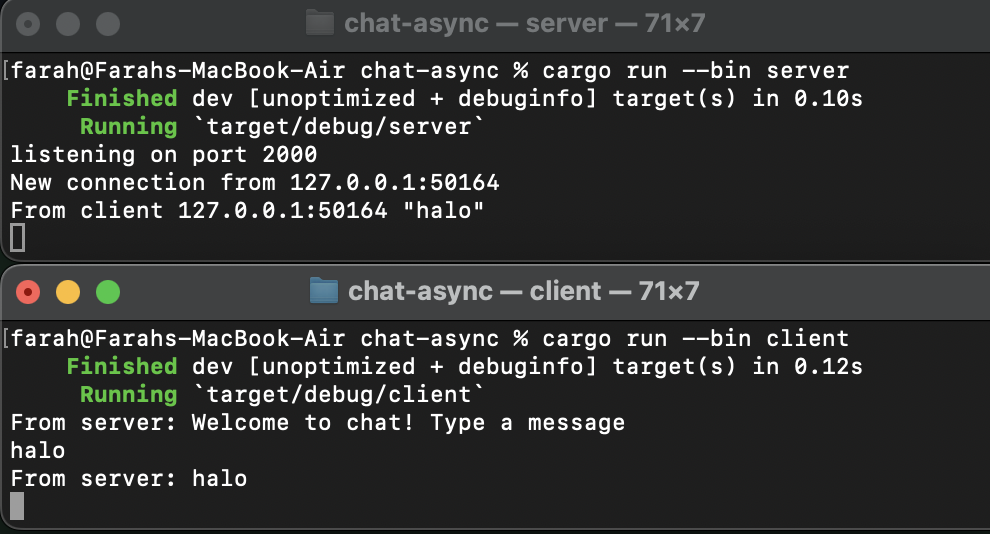 chat-async — server — 71×7
[farah@Farahs-MacBook-Air chat-async % cargo run --bin server
    Finished dev [unoptimized + debuginfo] target(s) in 0.10s
     Running `target/debug/server`
listening on port 2000
New connection from 127.0.0.1:50164
From client 127.0.0.1:50164 "halo"
chat-async — client — 71×7
[farah@Farahs-MacBook-Air chat-async % cargo run --bin client
    Finished dev [unoptimized + debuginfo] target(s) in 0.12s
     Running `target/debug/client`
From server: Welcome to chat! Type a message
halo
From server: halo